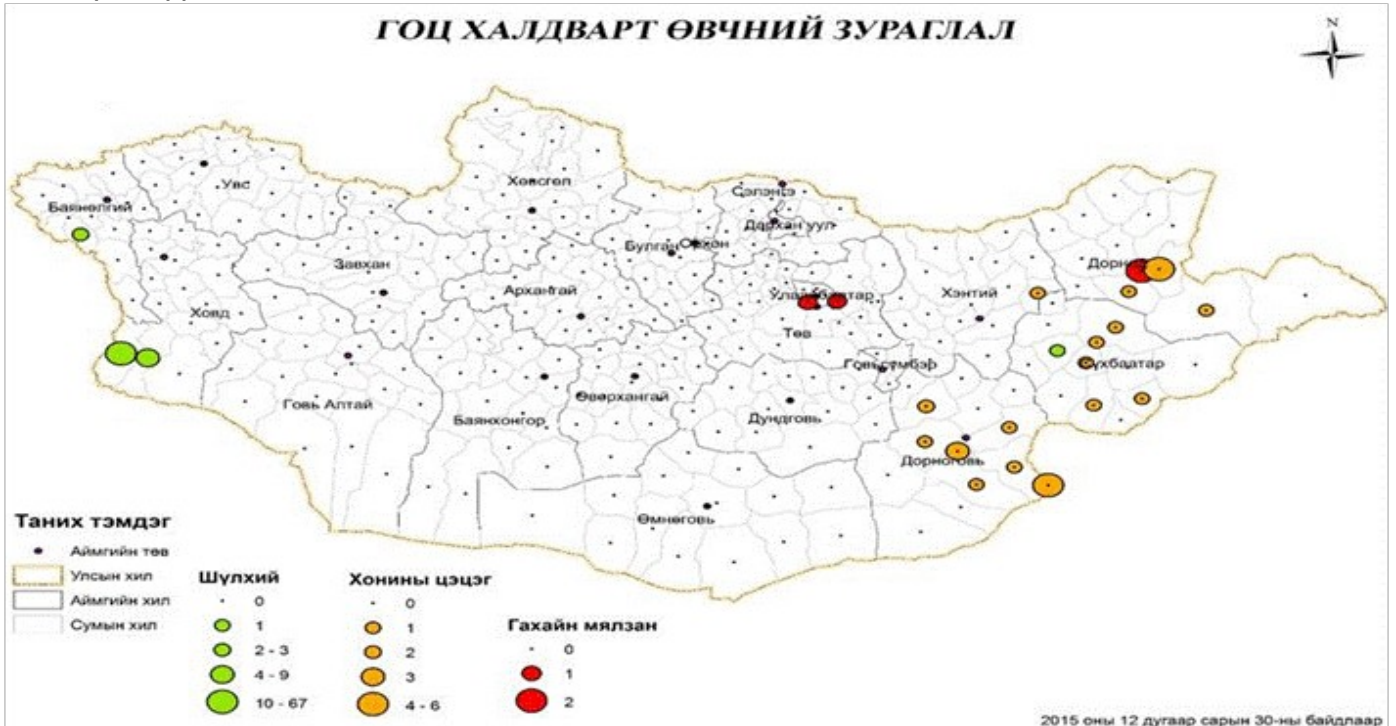 ГОЦ ХАЛДВАРТ ӨВЧНИЙ ЗУРАГЛАЛ
N
Увс
Хөвсгөл
Сэлэнгэ
Баянөлгий
Дархан уул
Булган
Орхон
Завхан
Дорнод
Архангай
Улаанбаатар
Хэнтий
Ховд
Төв
Говьсүмбэр
Сүхбаатар
Говь Алтай
Өвөрхангай
Баянхонгор
Дундговь
Дорноговь
Өмнөговь
Таних тэмдэг
Аймгийн төв
Улсын хил
Аймгийн хил
Сумын хил
Шүлхий
0
1
2 - 3
4 - 9
10 - 67
Хонины цэцэг
0
1
2
3
4 - 6
Гахайн мялзан
0
1
2
2015 оны 12 дугаар сарын 30-ны байдлаар